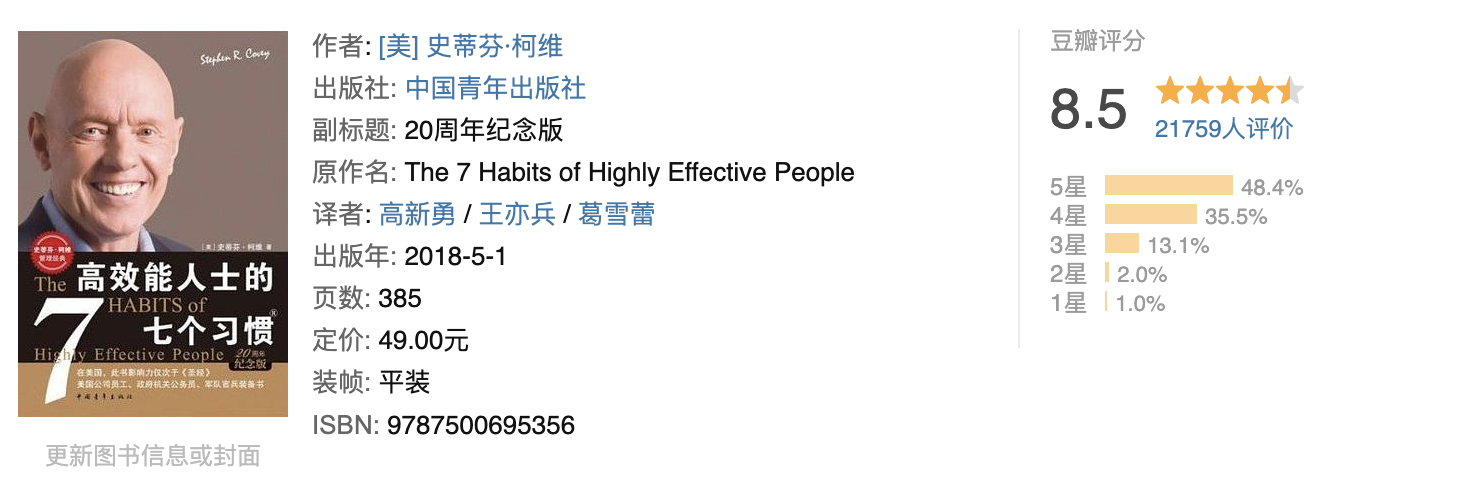 Stephen R. Covey
[美] 史蒂芬·柯维 著
史蒂芬·柯维
管理经典
The 高效能人士的
7 HABITS of
七个习惯®
Highly Effective People
20周年
纪念版
在美国,此书影响力仅次于《圣经》
美国公司员工、政府机关公务员、军队官兵装备书
中国青年出版社
更新图书信息或封面
作者: [美] 史蒂芬·柯维
出版社: 中国青年出版社
副标题: 20周年纪念版
原作名: The 7 Habits of Highly Effective People
译者: 高新勇 / 王亦兵 / 葛雪蕾
出版年: 2018-5-1
页数: 385
定价: 49.00元
装帧: 平装
ISBN: 9787500695356
豆瓣评分
8.5
21759人评价
5星 48.4%
4星 35.5%
3星 13.1%
2星 2.0%
1星 1.0%